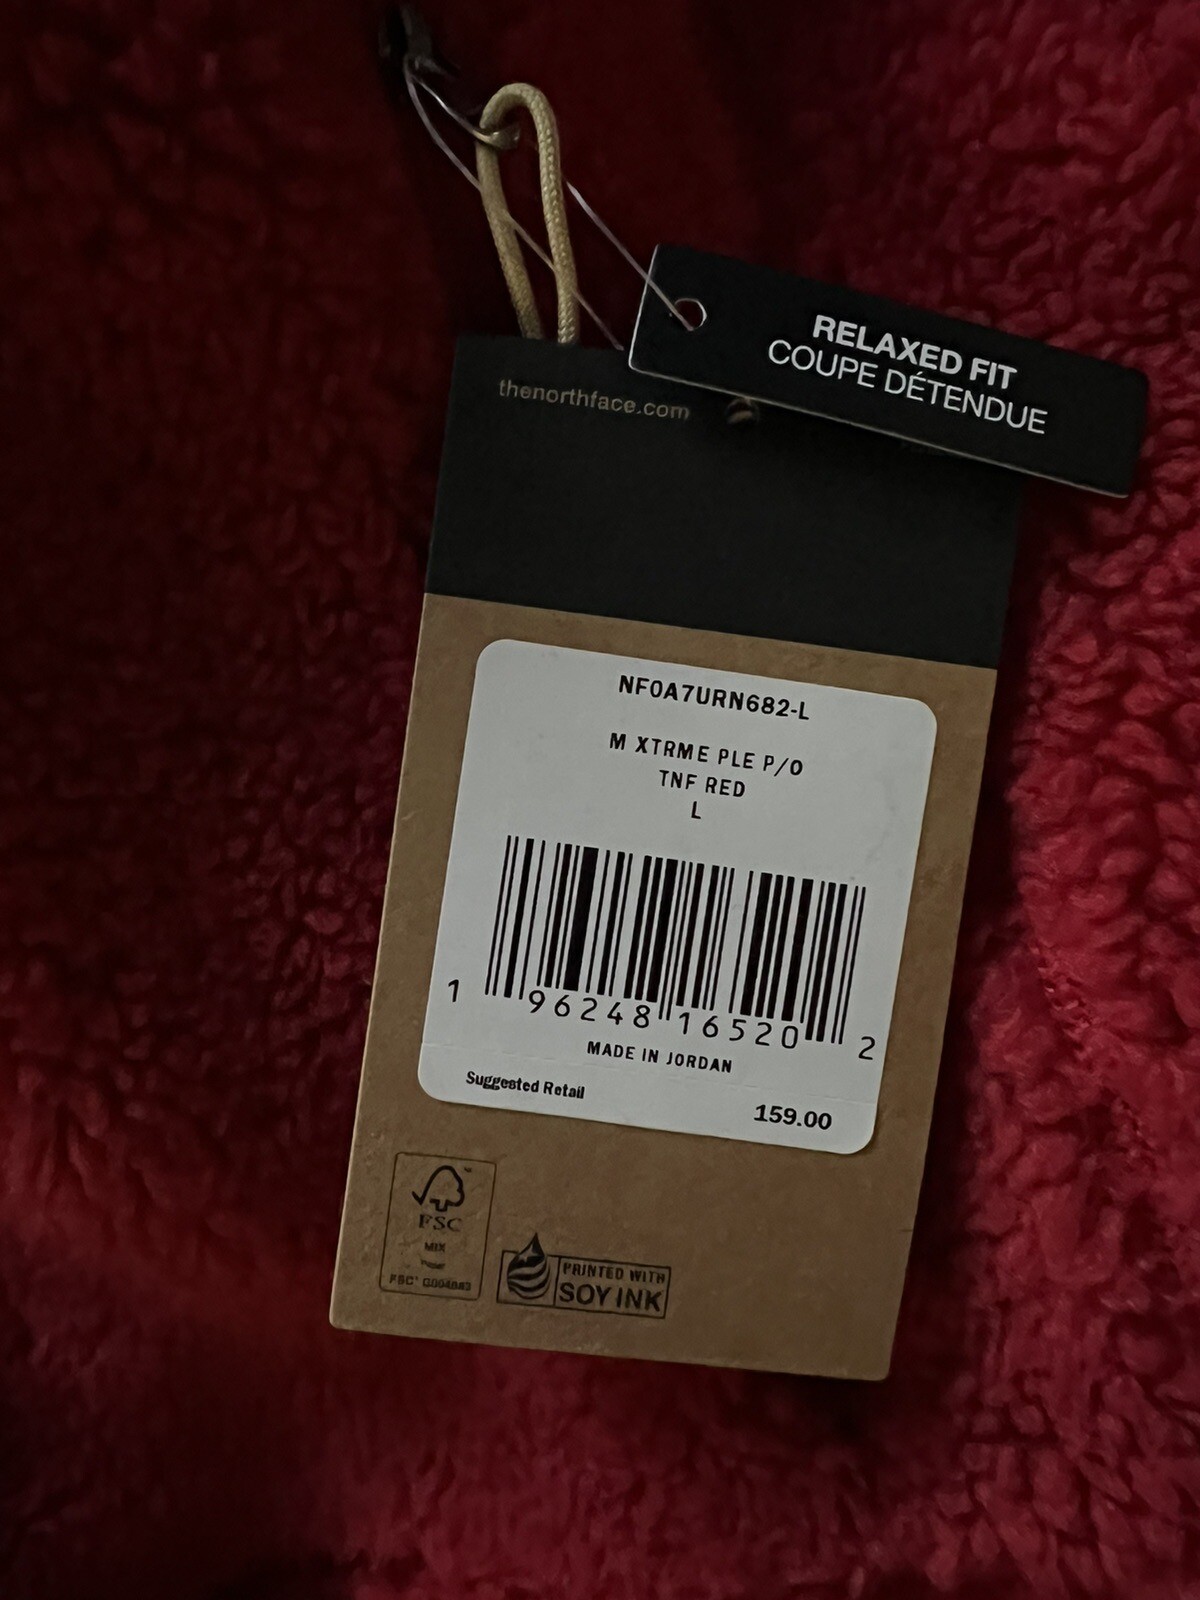 RELAXED FIT
COUPE DÉTENDUE
thenorthface.com
NF0A7URN682-L
M XTRME PLE P/O
TNF RED
L
1 96248 16520 2
MADE IN JORDAN
Suggested Retail
159.00
FSC
MIX
PRINTED WITH
SOY INK